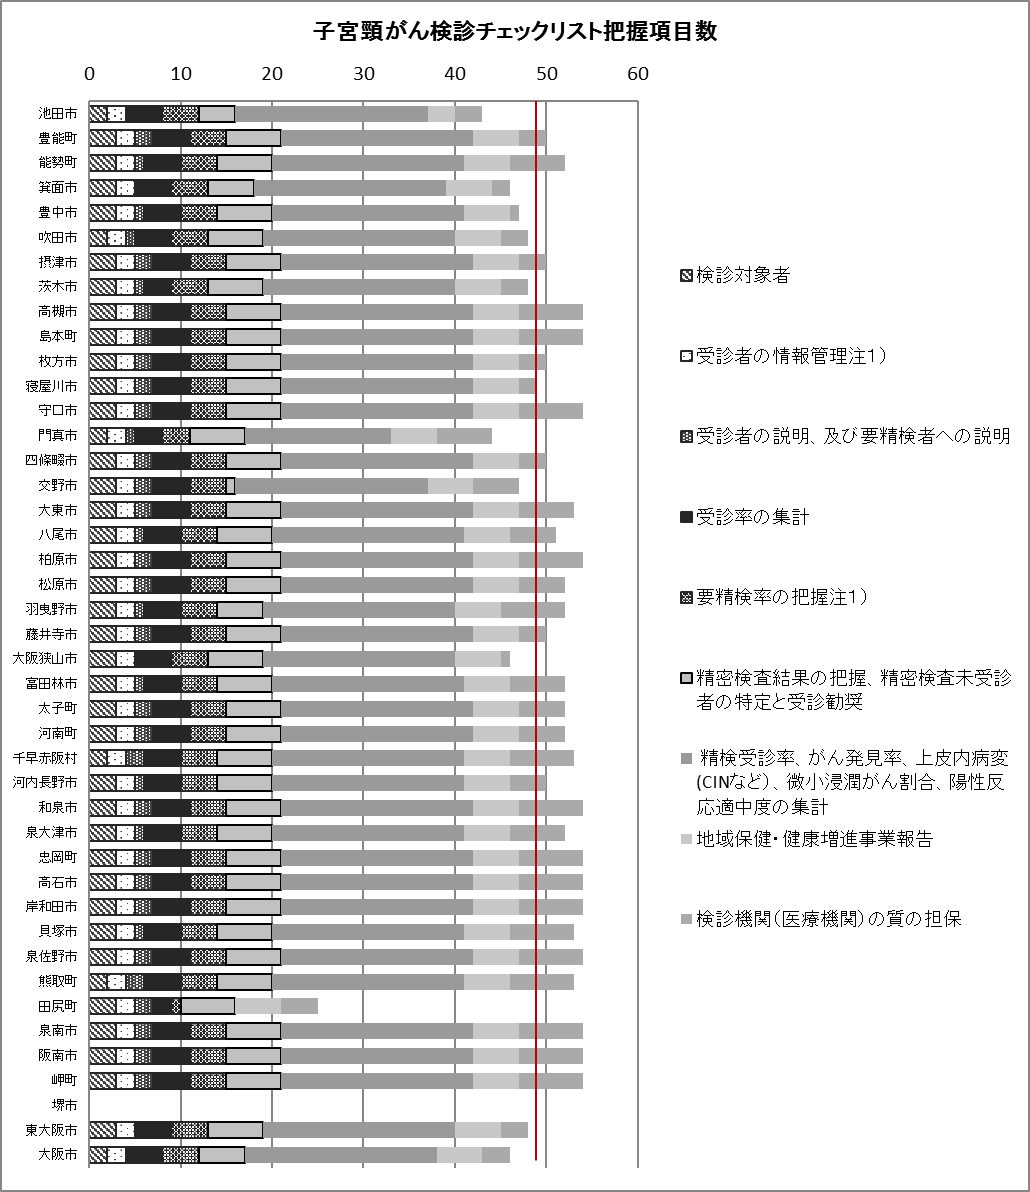 子宮頸がん検診チェックリスト把握項目数
0 10 20 30 40 50 60
池田市
豊能町
能勢町
箕面市
豊中市
吹田市
摂津市
茨木市
高槻市
島本町
枚方市
寝屋川市
守口市
門真市
四條畷市
交野市
大東市
八尾市
柏原市
松原市
羽曳野市
藤井寺市
大阪狭山市
富田林市
太子町
河南町
千早赤阪村
河内長野市
和泉市
泉大津市
忠岡町
高石市
岸和田市
貝塚市
泉佐野市
熊取町
田尻町
泉南市
阪南市
岬町
堺市
東大阪市
大阪市
検診対象者
受診者の情報管理注１）
受診者の説明、及び要精検者への説明
受診率の集計
要精検率の把握注１）
精密検査結果の把握、精密検査未受診
者の特定と受診勧奨
精検受診率、がん発見率、上皮内病変
(CINなど）、微小浸潤がん割合、陽性反
応適中度の集計
地域保健・健康増進事業報告
検診機関（医療機関）の質の担保